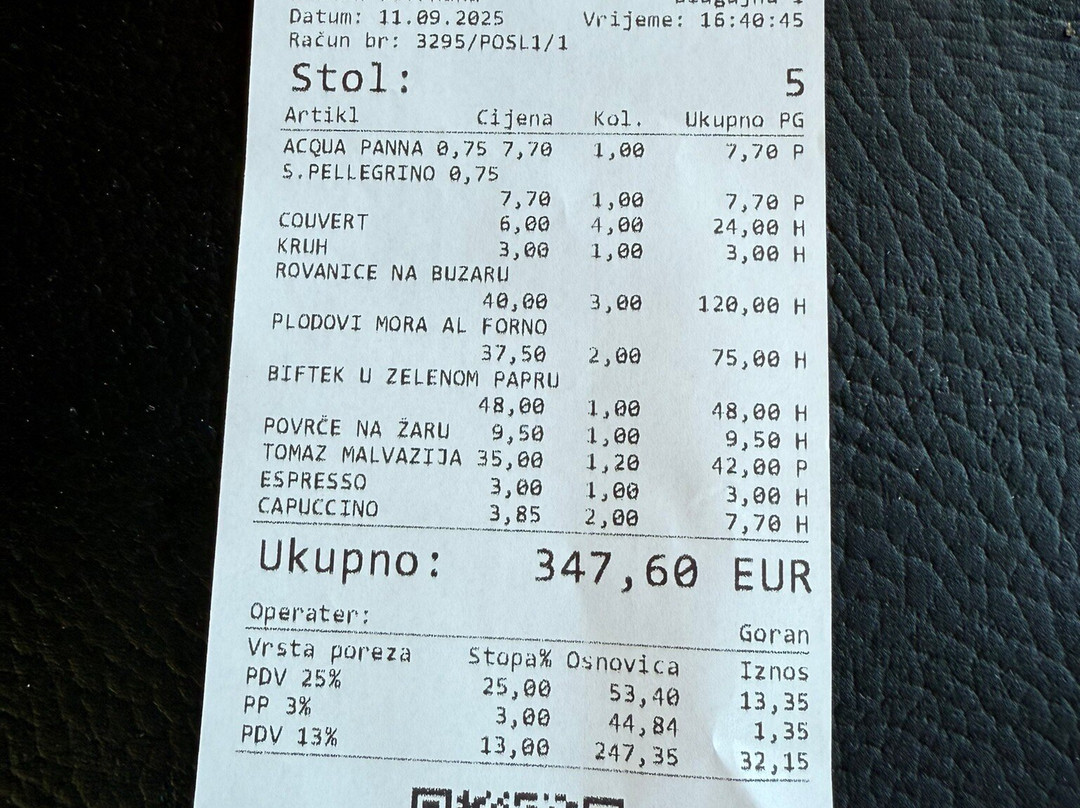 Datum: 11.09.2025 Vrijeme: 16:40:45
Račun br: 3295/POSL1/1
Stol: 5
Artikl Cijena Kol. Ukupno PG
ACQUA PANNA 0,75 7,70 1,00 7,70 P
S.PELLEGRINO 0,75
7,70 1,00 7,70 P
COUVERT 6,00 4,00 24,00 H
KRUH 3,00 1,00 3,00 H
ROVANICE NA BUZARU
40,00 3,00 120,00 H
PLODOVI MORA AL FORNO
37,50 2,00 75,00 H
BIFTEK U ZELENOM PAPRU
48,00 1,00 48,00 H
POVRČE NA ŽARU 9,50 1,00 9,50 H
TOMAZ MALVAZIJA 35,00 1,20 42,00 P
ESPRESSO 3,00 1,00 3,00 H
CAPUCCINO 3,85 2,00 7,70 H
Ukupno: 347,60 EUR
Operater: Goran
Vrsta poreza Stopa% Osnovica Iznos
PDV 25% 25,00 53,40 13,35
PP 3% 3,00 44,84 1,35
PDV 13% 13,00 247,35 32,15